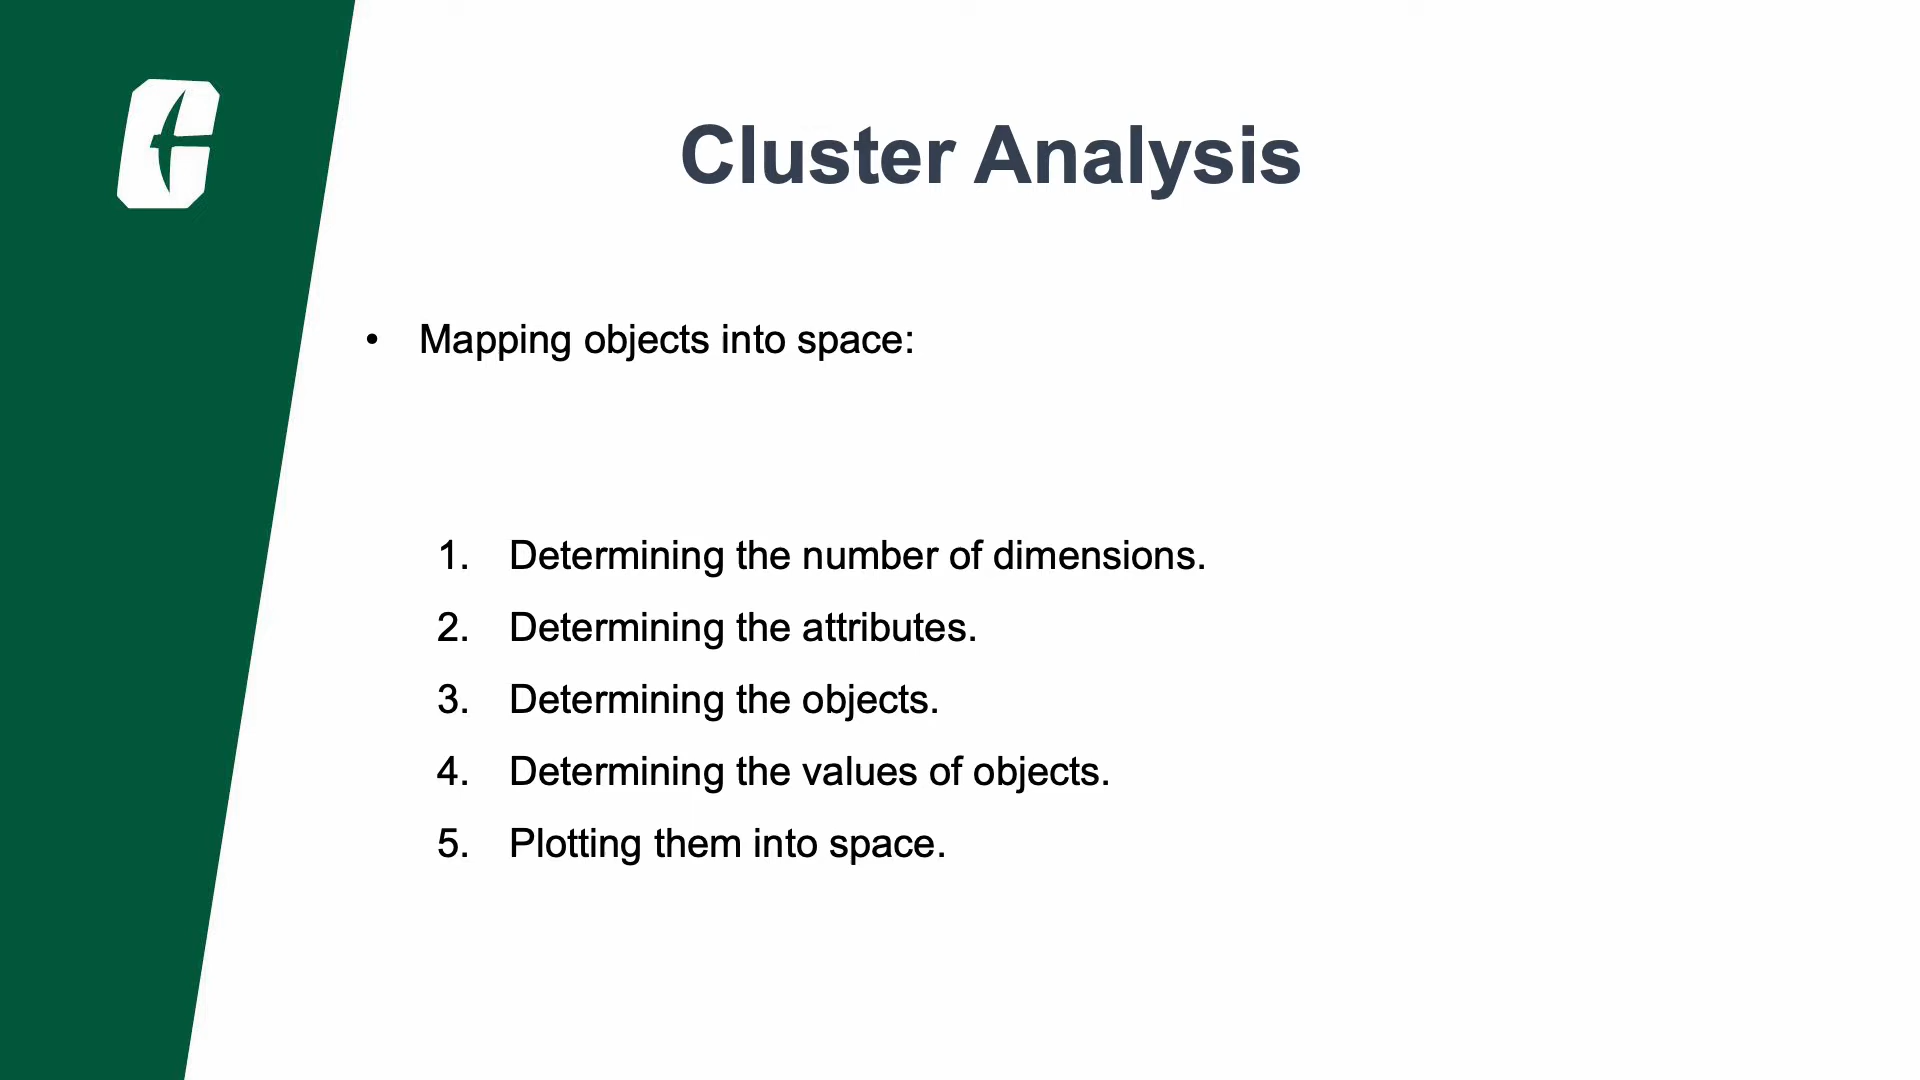 Cluster Analysis
• Mapping objects into space:
1. Determining the number of dimensions.
2. Determining the attributes.
3. Determining the objects.
4. Determining the values of objects.
5. Plotting them into space.